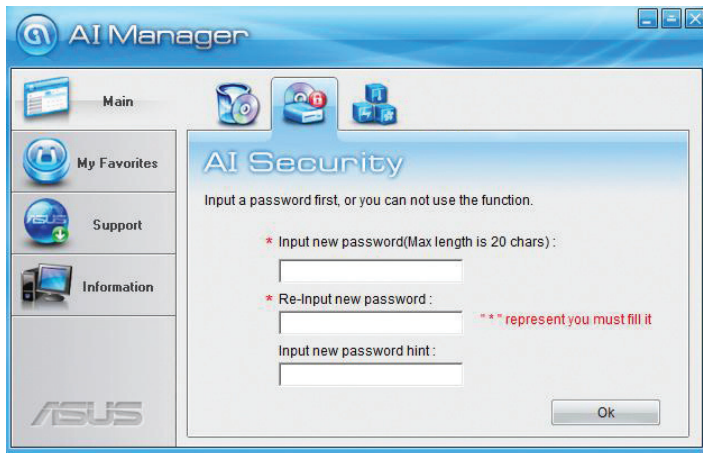 AI Manager
Main
My Favorites
Support
Information
ASUS
AI Security
Input a password first, or you can not use the function.
* Input new password(Max length is 20 chars) :
* Re-Input new password :
" * " represent you must fill it
Input new password hint :
Ok
ASUS